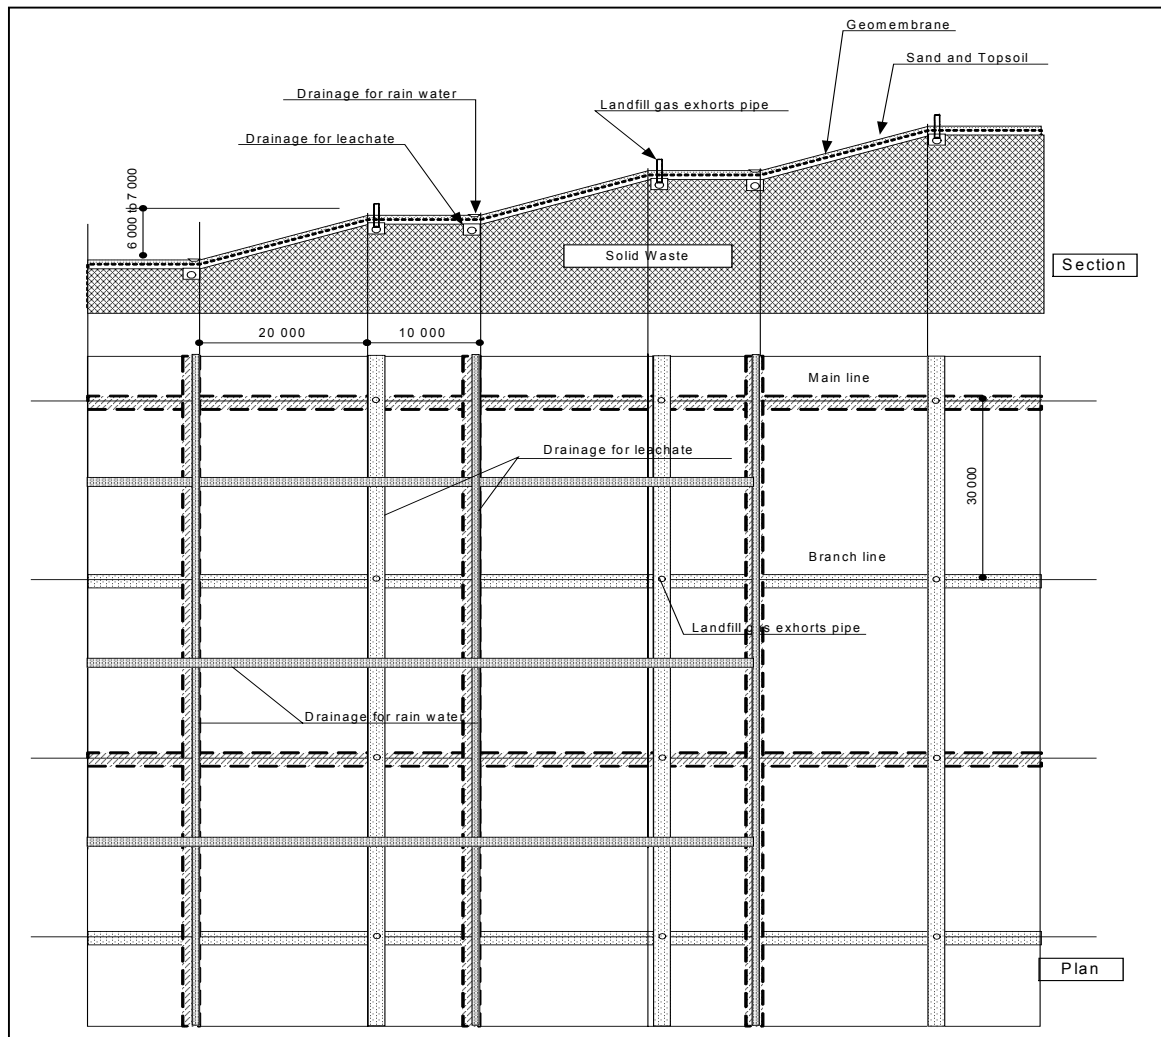 Geomembrane
Sand and Topsoil
Drainage for rain water
Landfill gas exhorts pipe
Drainage for leachate
6 000 to 7 000
Solid Waste
Section
20 000
10 000
Main line
Drainage for leachate
30 000
Branch line
Landfill gas exhorts pipe
Drainage for rain water
Plan